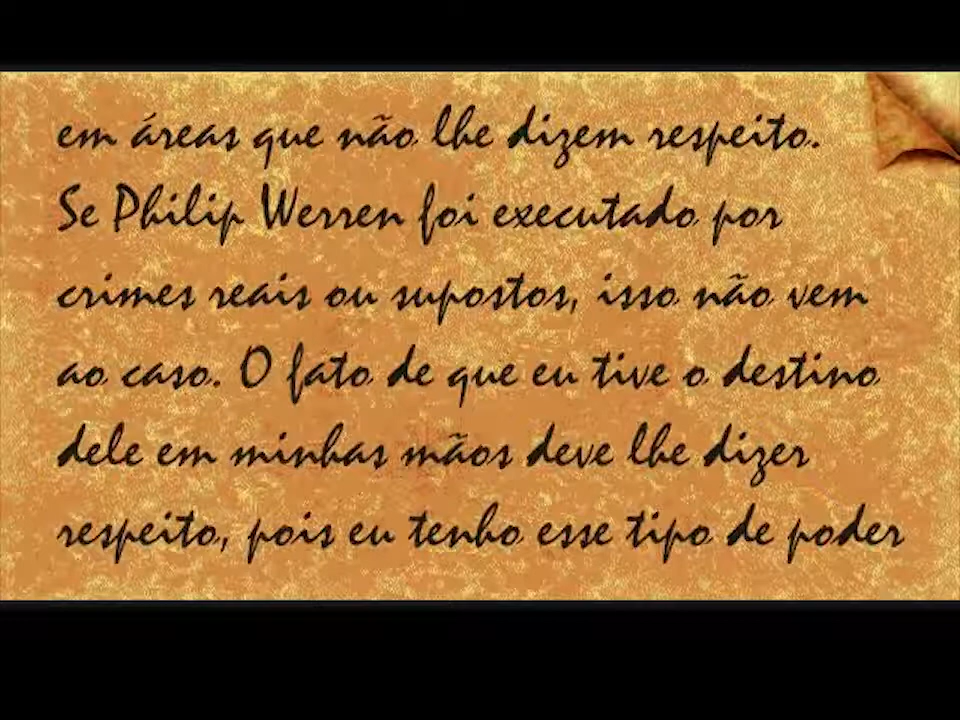 em áreas que não lhe dizem respeito.
Se Philip Werren foi executado por
crimes reais ou supostos, isso não vem
ao caso. O fato de que eu tive o destino
dele em minhas mãos deve lhe dizer
respeito, pois eu tenho esse tipo de poder